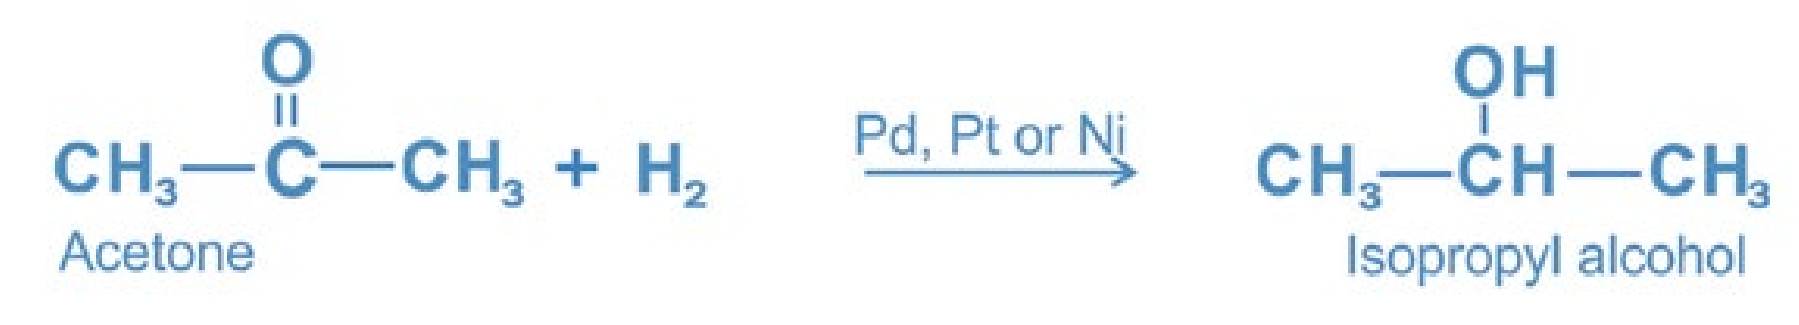 O
||
CH₃—C—CH₃ + H₂
Acetone
Pd, Pt or Ni
OH
CH₃—CH—CH₃
Isopropyl alcohol